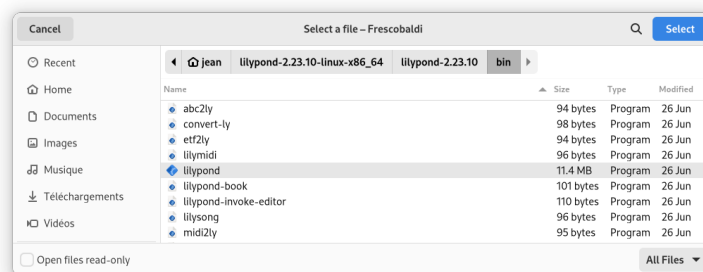 Cancel Select a file – Frescobaldi Select
Recent jean lilypond-2.23.10-linux-x86_64 lilypond-2.23.10 bin
Home Name Size Type Modified
abc2ly 94 bytes Program 26 Jun
Documents convert-ly 98 bytes Program 26 Jun
etf2ly 94 bytes Program 26 Jun
Images lilymidi 96 bytes Program 26 Jun
Musique lilypond 11.4 MB Program 26 Jun
lilypond-book 101 bytes Program 26 Jun
Téléchargements lilypond-invoke-editor 110 bytes Program 26 Jun
lilysong 96 bytes Program 26 Jun
Vidéos midi2ly 95 bytes Program 26 Jun
Open files read-only All Files